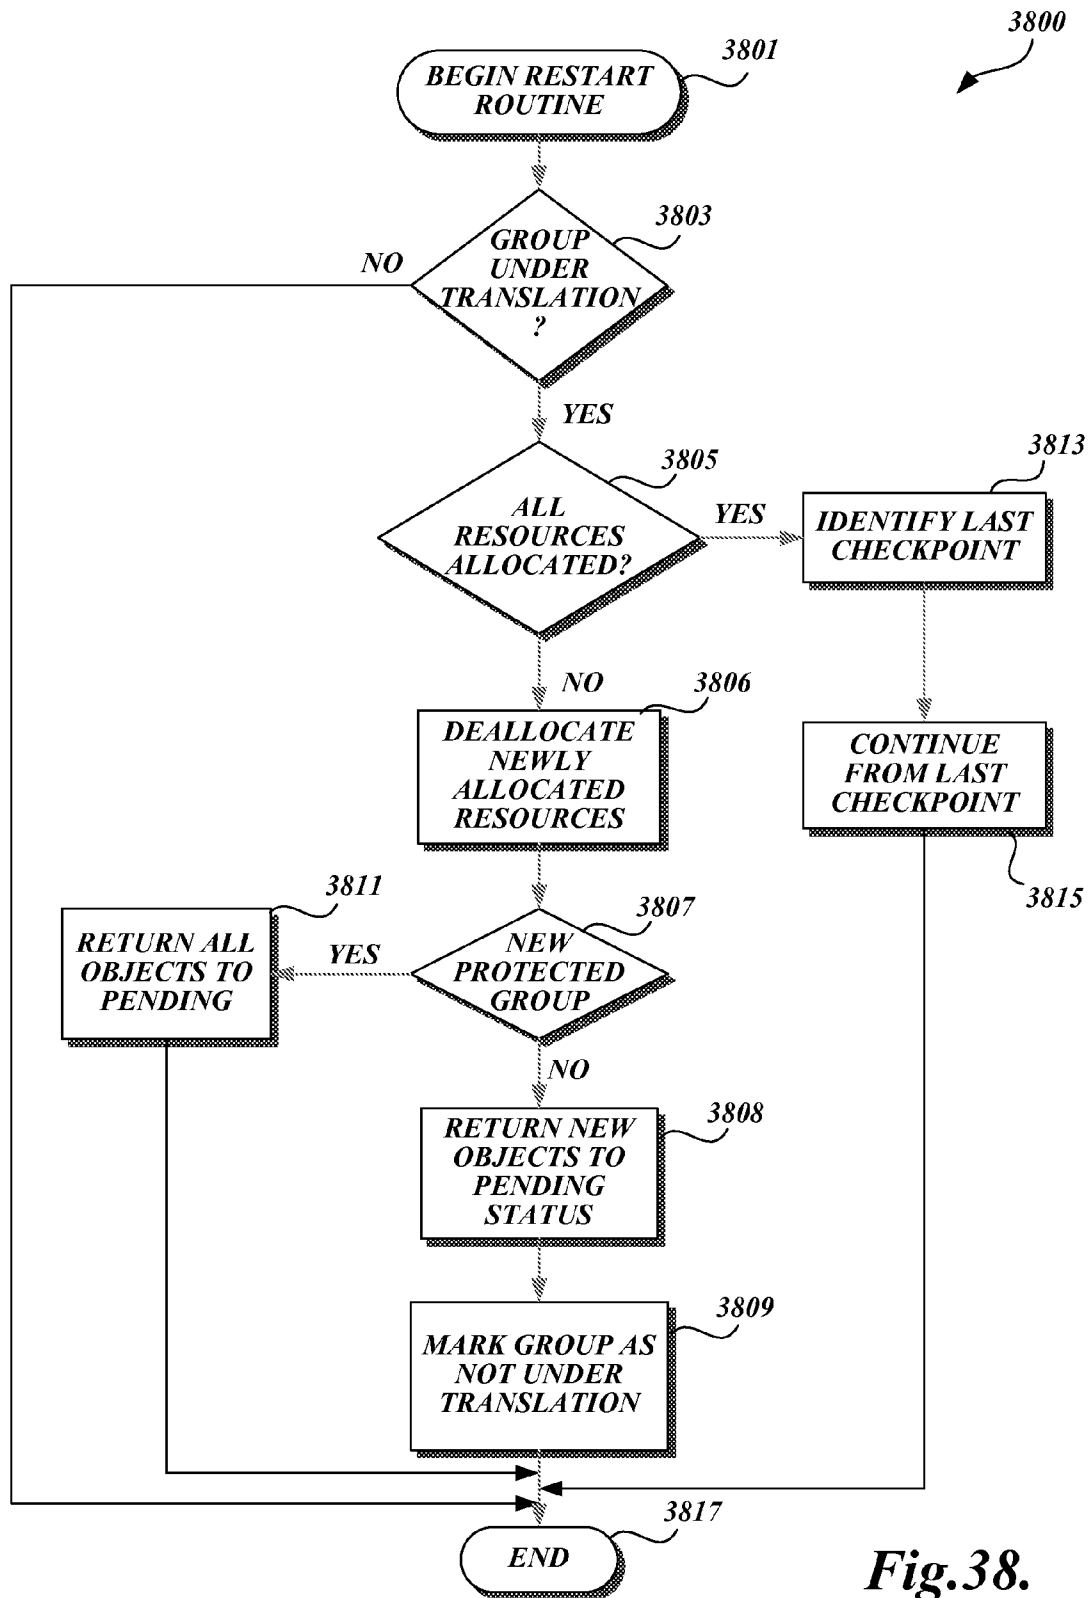 3800
BEGIN RESTART
ROUTINE
3801
GROUP
UNDER
TRANSLATION
?
3803
NO
YES
ALL
RESOURCES
ALLOCATED?
3805
YES
IDENTIFY LAST
CHECKPOINT
3813
NO
DEALLOCATE
NEWLY
ALLOCATED
RESOURCES
3806
CONTINUE
FROM LAST
CHECKPOINT
3815
NEW
PROTECTED
GROUP
3807
YES
RETURN ALL
OBJECTS TO
PENDING
3811
NO
RETURN NEW
OBJECTS TO
PENDING
STATUS
3808
MARK GROUP AS
NOT UNDER
TRANSLATION
3809
END
3817
Fig.38.